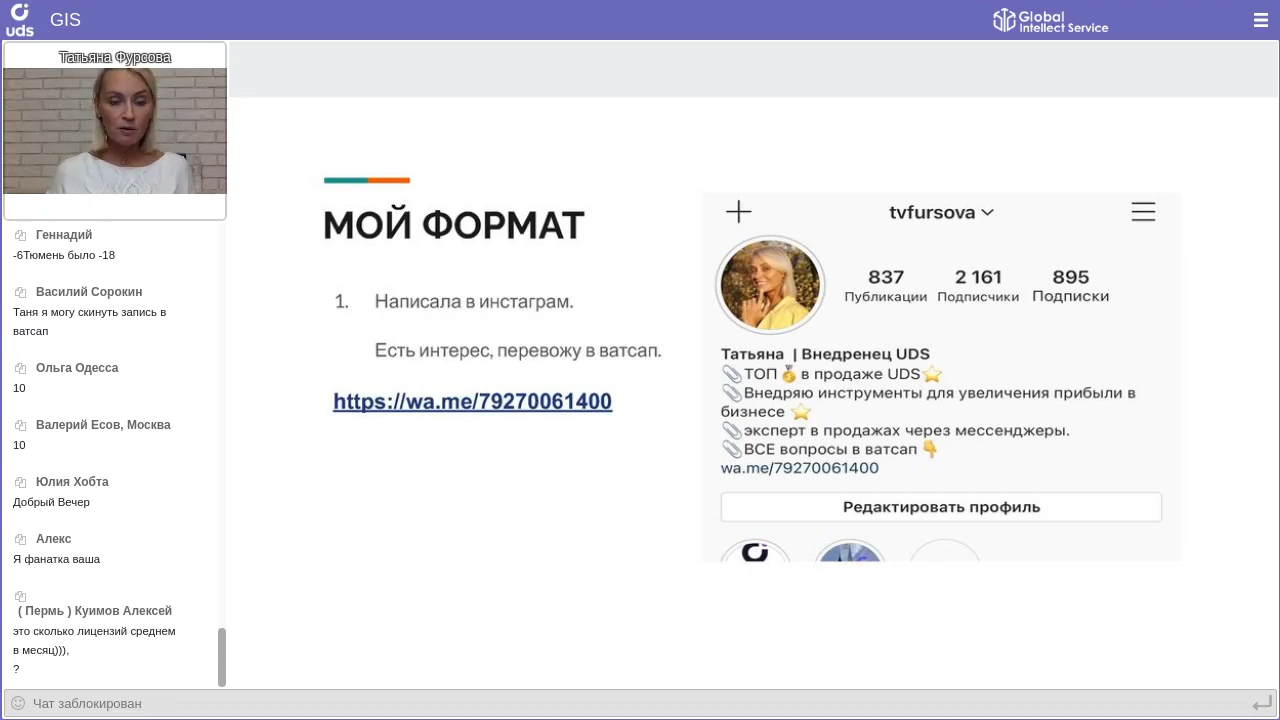 uds
GIS
Global
Intellect Service
Татьяна Фурсова
Геннадий
-6Тюмень было -18
Василий Сорокин
Таня я могу скинуть запись в
ватсап
Ольга Одесса
10
Валерий Есов, Москва
10
Юлия Хобта
Добрый Вечер
Алекс
Я фанатка ваша
( Пермь ) Куимов Алексей
это сколько лицензий среднем
в месяц))),
?
Чат заблокирован
МОЙ ФОРМАТ
1. Написала в инстаграм.
Есть интерес, перевожу в ватсап.
https://wa.me/79270061400
tvfursova
837 2 161 895
Публикации Подписчики Подписки
Татьяна | Внедренец UDS
📎ТОП🥇в продаже UDS⭐
📎Внедряю инструменты для увеличения прибыли в
бизнесе ⭐
📎эксперт в продажах через мессенджеры.
📎ВСЕ вопросы в ватсап 👇
wa.me/79270061400
Редактировать профиль